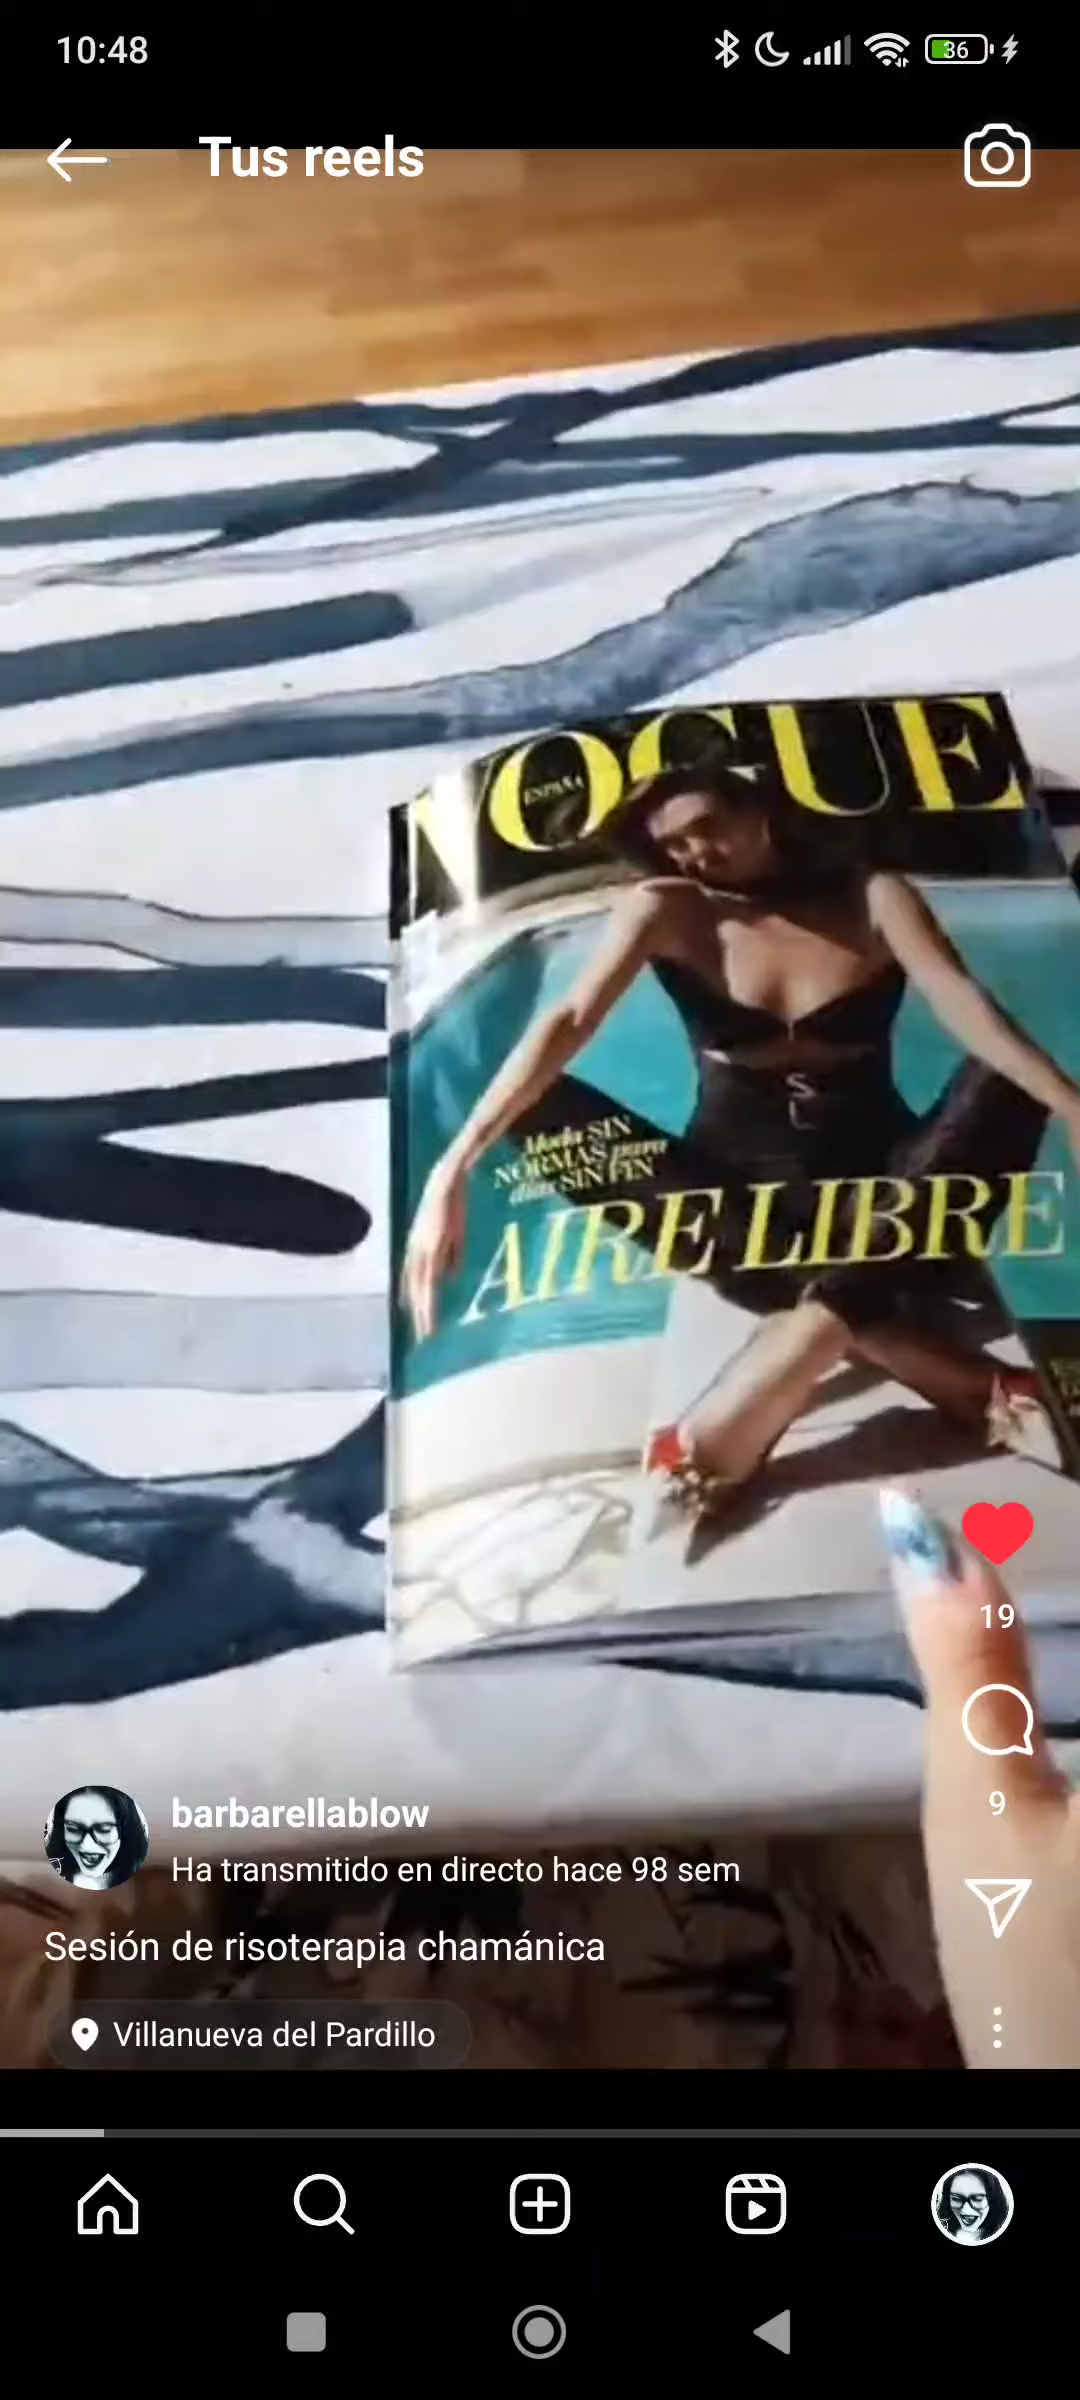 10:48
36
Tus reels
VOGUE
ESPAÑA
Moda SIN
NORMAS para
días SIN FIN
AIRE LIBRE
19
9
barbarellablow
Ha transmitido en directo hace 98 sem
Sesión de risoterapia chamánica
Villanueva del Pardillo